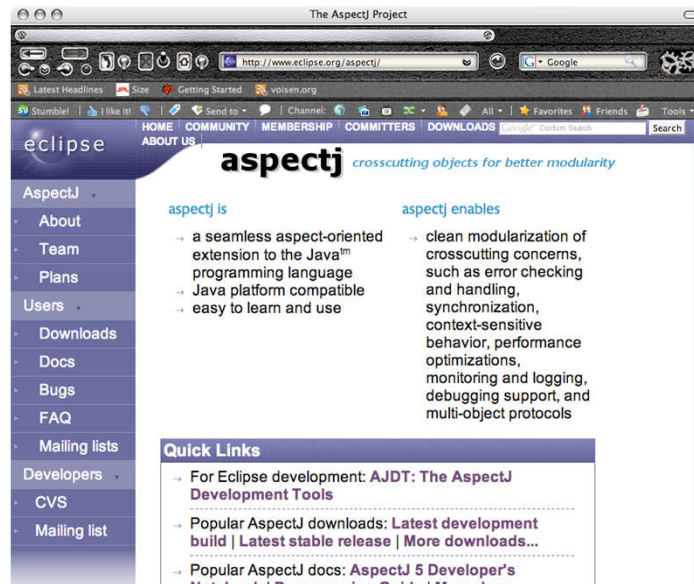 The AspectJ Project
http://www.eclipse.org/aspectj/
Google
Latest Headlines Size Getting Started voisen.org
Stumble! I like it! Send to Channel: All Favorites Friends Tools
eclipse
HOME COMMUNITY MEMBERSHIP COMMITTERS DOWNLOADS Google™ Custom Search Search
ABOUT US
aspectj crosscutting objects for better modularity
AspectJ
About
Team
Plans
Users
Downloads
Docs
Bugs
FAQ
Mailing lists
Developers
CVS
Mailing list
aspectj is
→ a seamless aspect-oriented
extension to the Java™
programming language
→ Java platform compatible
→ easy to learn and use
aspectj enables
→ clean modularization of
crosscutting concerns,
such as error checking
and handling,
synchronization,
context-sensitive
behavior, performance
optimizations,
monitoring and logging,
debugging support, and
multi-object protocols
Quick Links
→ For Eclipse development: AJDT: The AspectJ
Development Tools
→ Popular AspectJ downloads: Latest development
build | Latest stable release | More downloads...
→ Popular AspectJ docs: AspectJ 5 Developer's